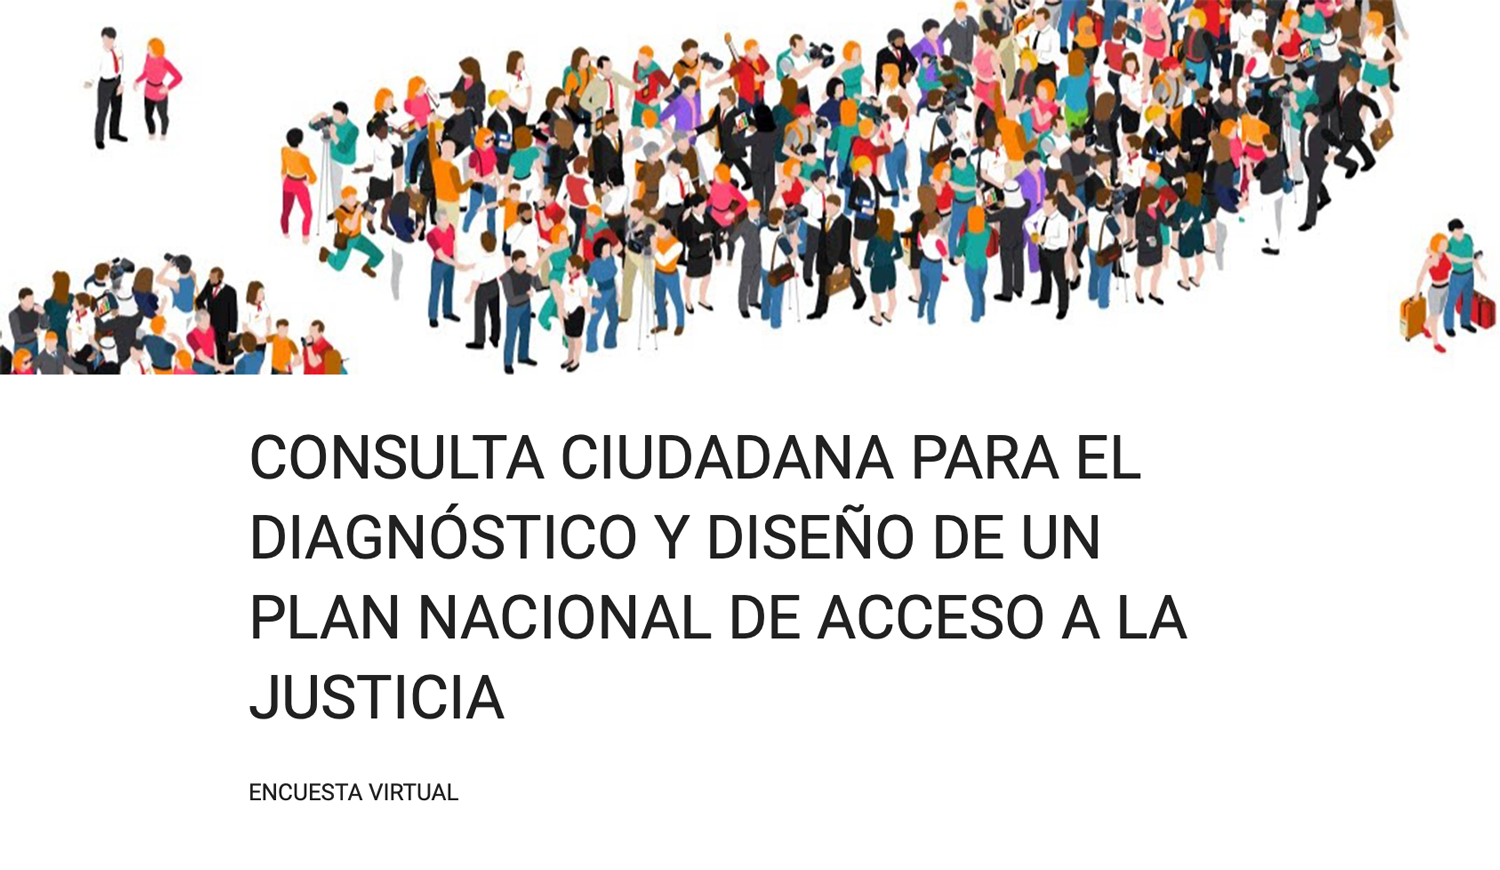 CONSULTA CIUDADANA PARA EL
DIAGNÓSTICO Y DISEÑO DE UN
PLAN NACIONAL DE ACCESO A LA
JUSTICIA
ENCUESTA VIRTUAL